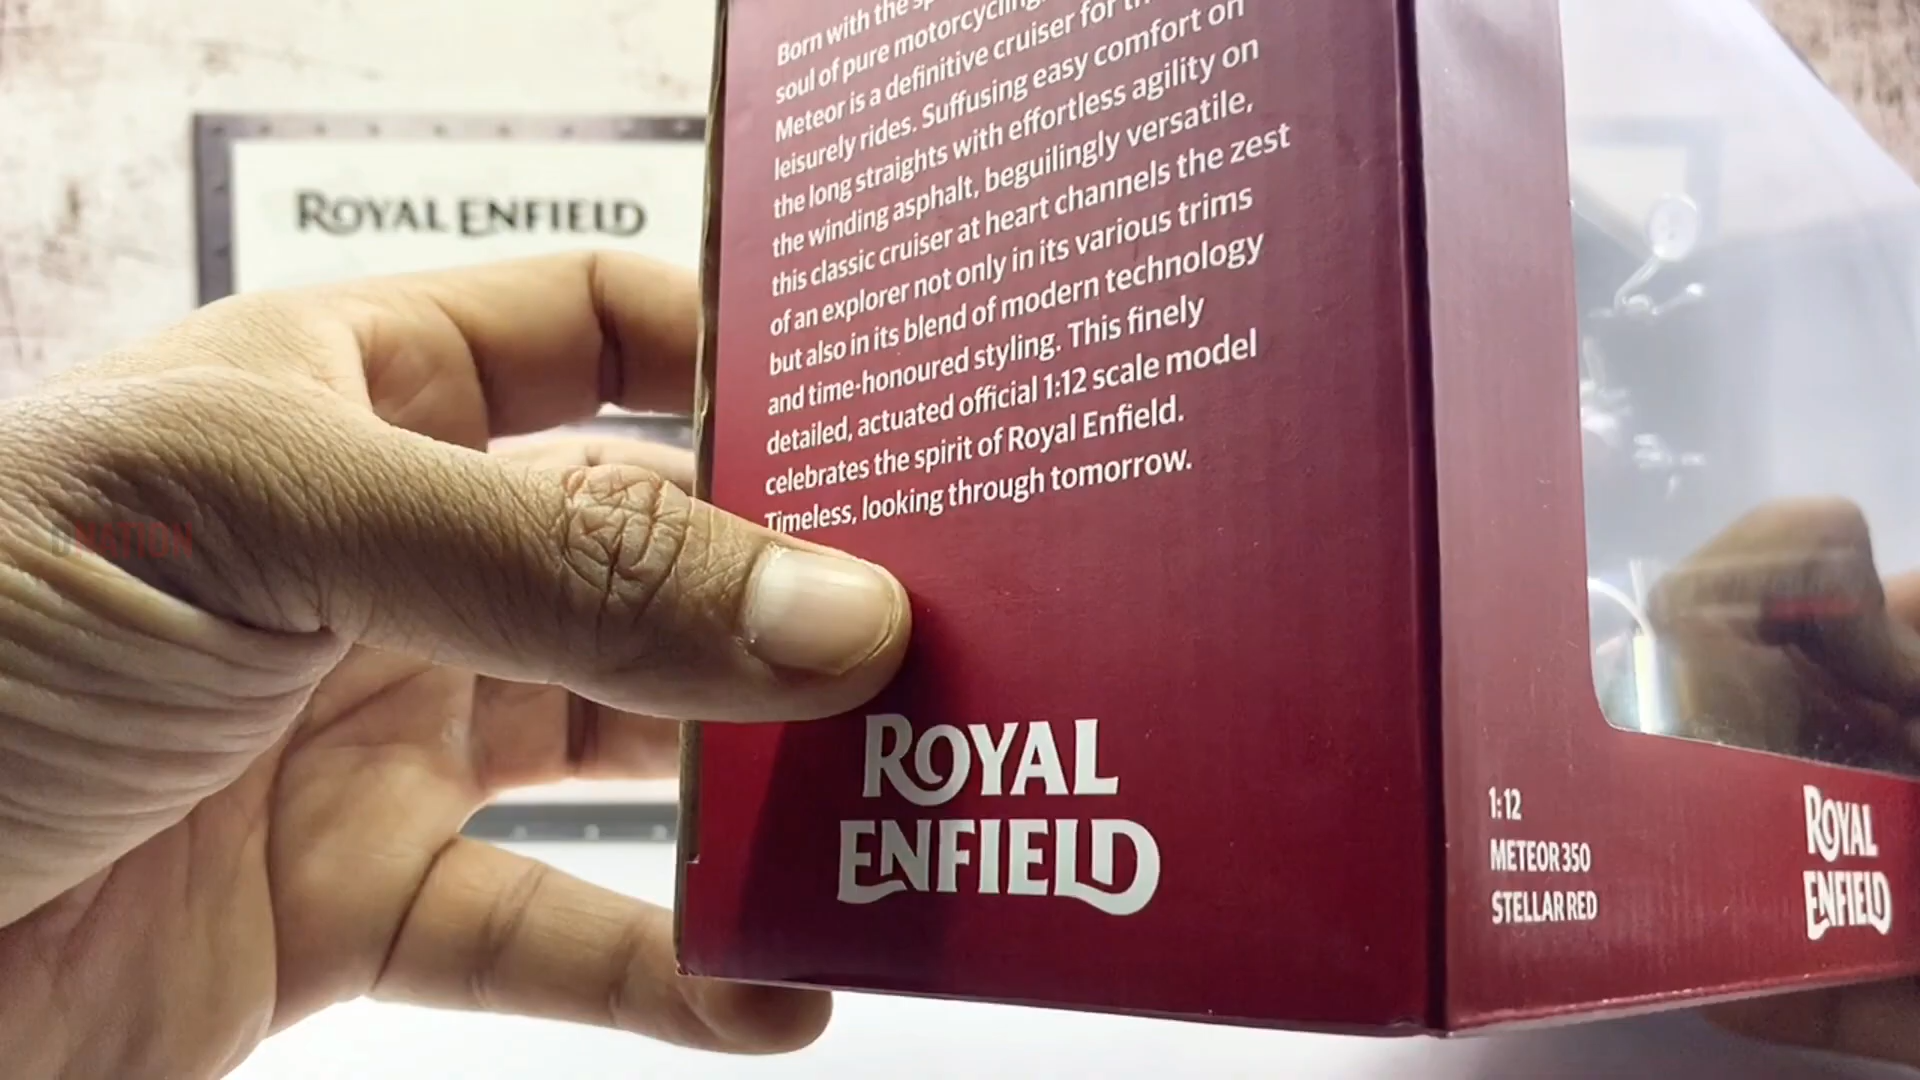 ROYAL ENFIELD
Born with the
soul of pure motorcycling
Meteor is a definitive cruiser for
leisurely rides. Suffusing easy comfort on
the long straights with effortless agility on
the winding asphalt, beguilingly versatile,
this classic cruiser at heart channels the zest
of an explorer not only in its various trims
but also in its blend of modern technology
and time-honoured styling. This finely
detailed, actuated official 1:12 scale model
celebrates the spirit of Royal Enfield.
Timeless, looking through tomorrow.
ROYAL
ENFIELD
1:12
METEOR 350
STELLAR RED
ROYAL
ENFIELD
DNATION